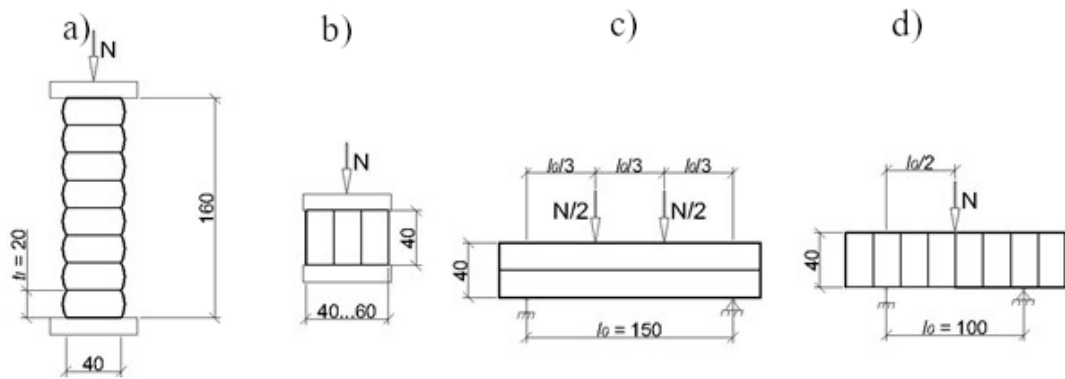 a)
N
160
t₁ = 20
40
b)
N
40
40...60
c)
l₀/3
l₀/3
l₀/3
N/2
N/2
40
l₀ = 150
d)
l₀/2
N
40
l₀ = 100